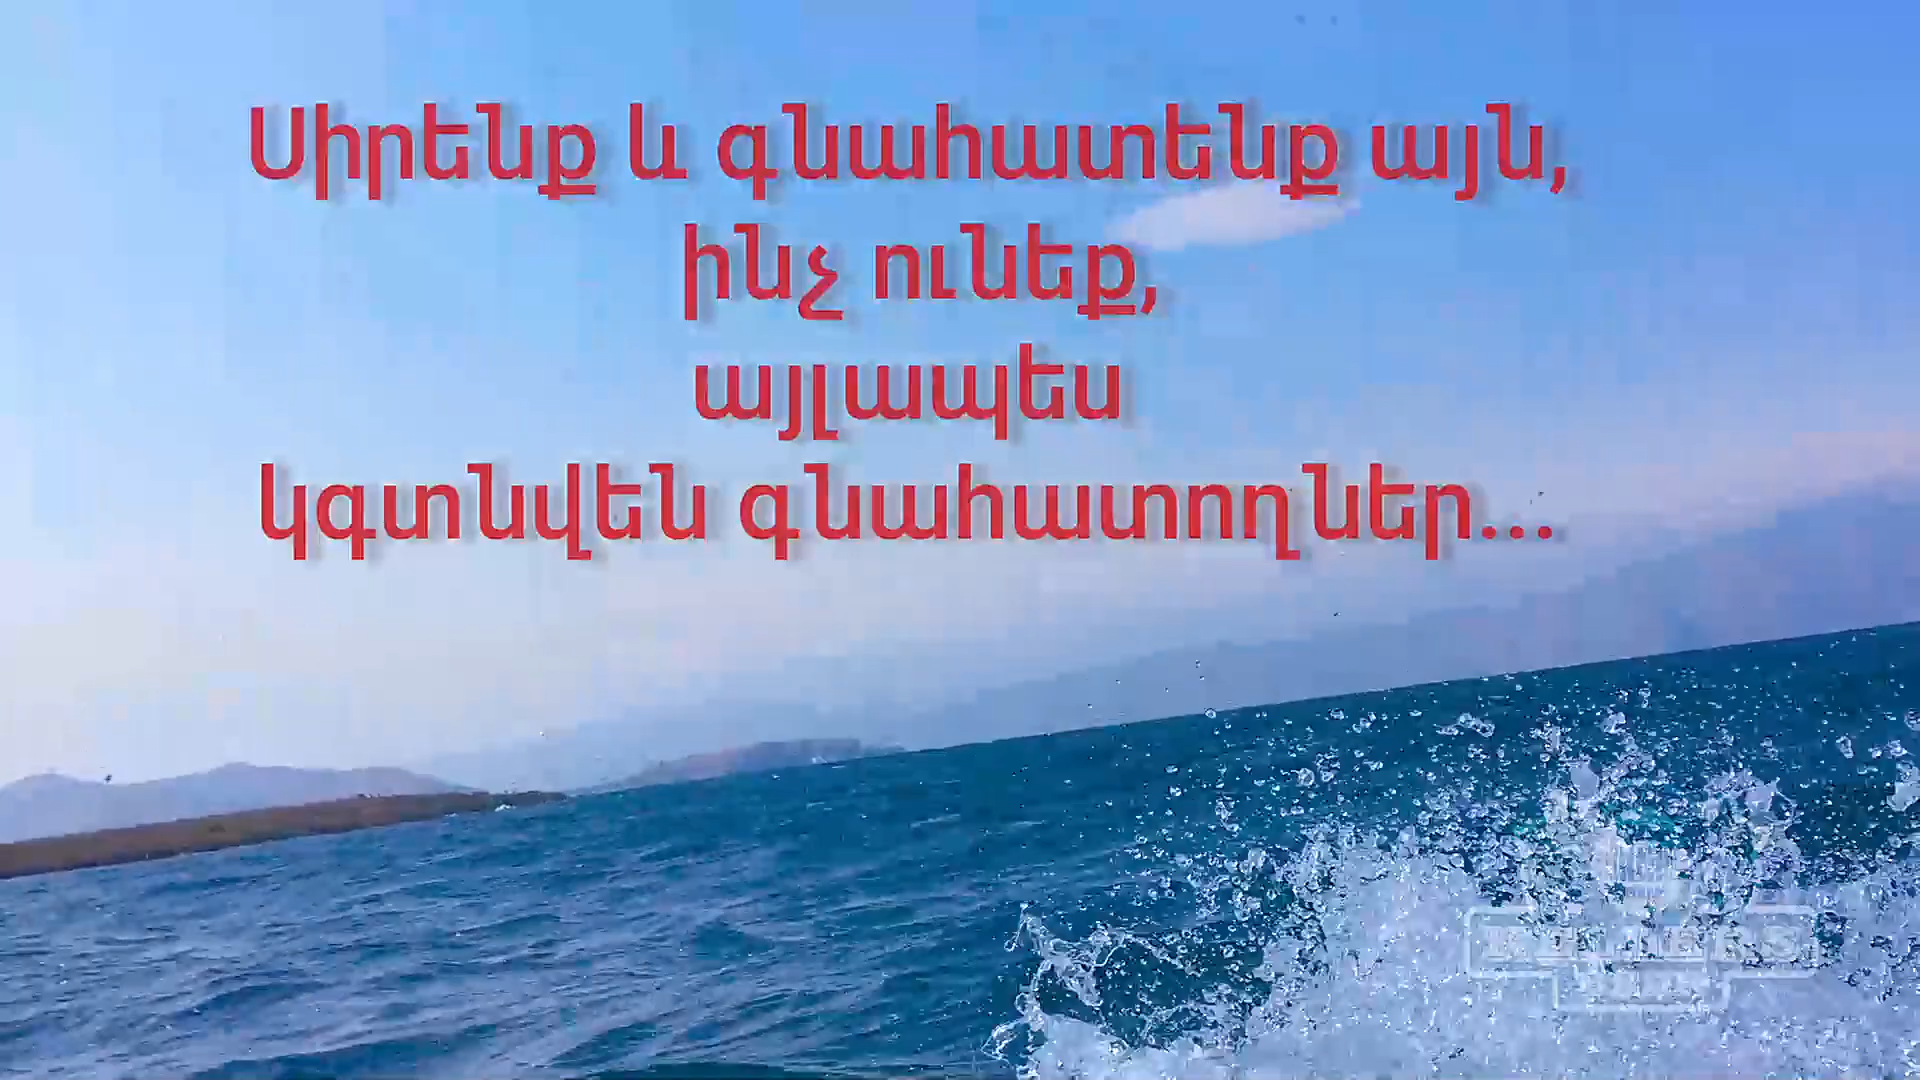 Սիրենք և գնահատենք այն,
ինչ ունեք,
այլապես
կգտնվեն գնահատողներ...